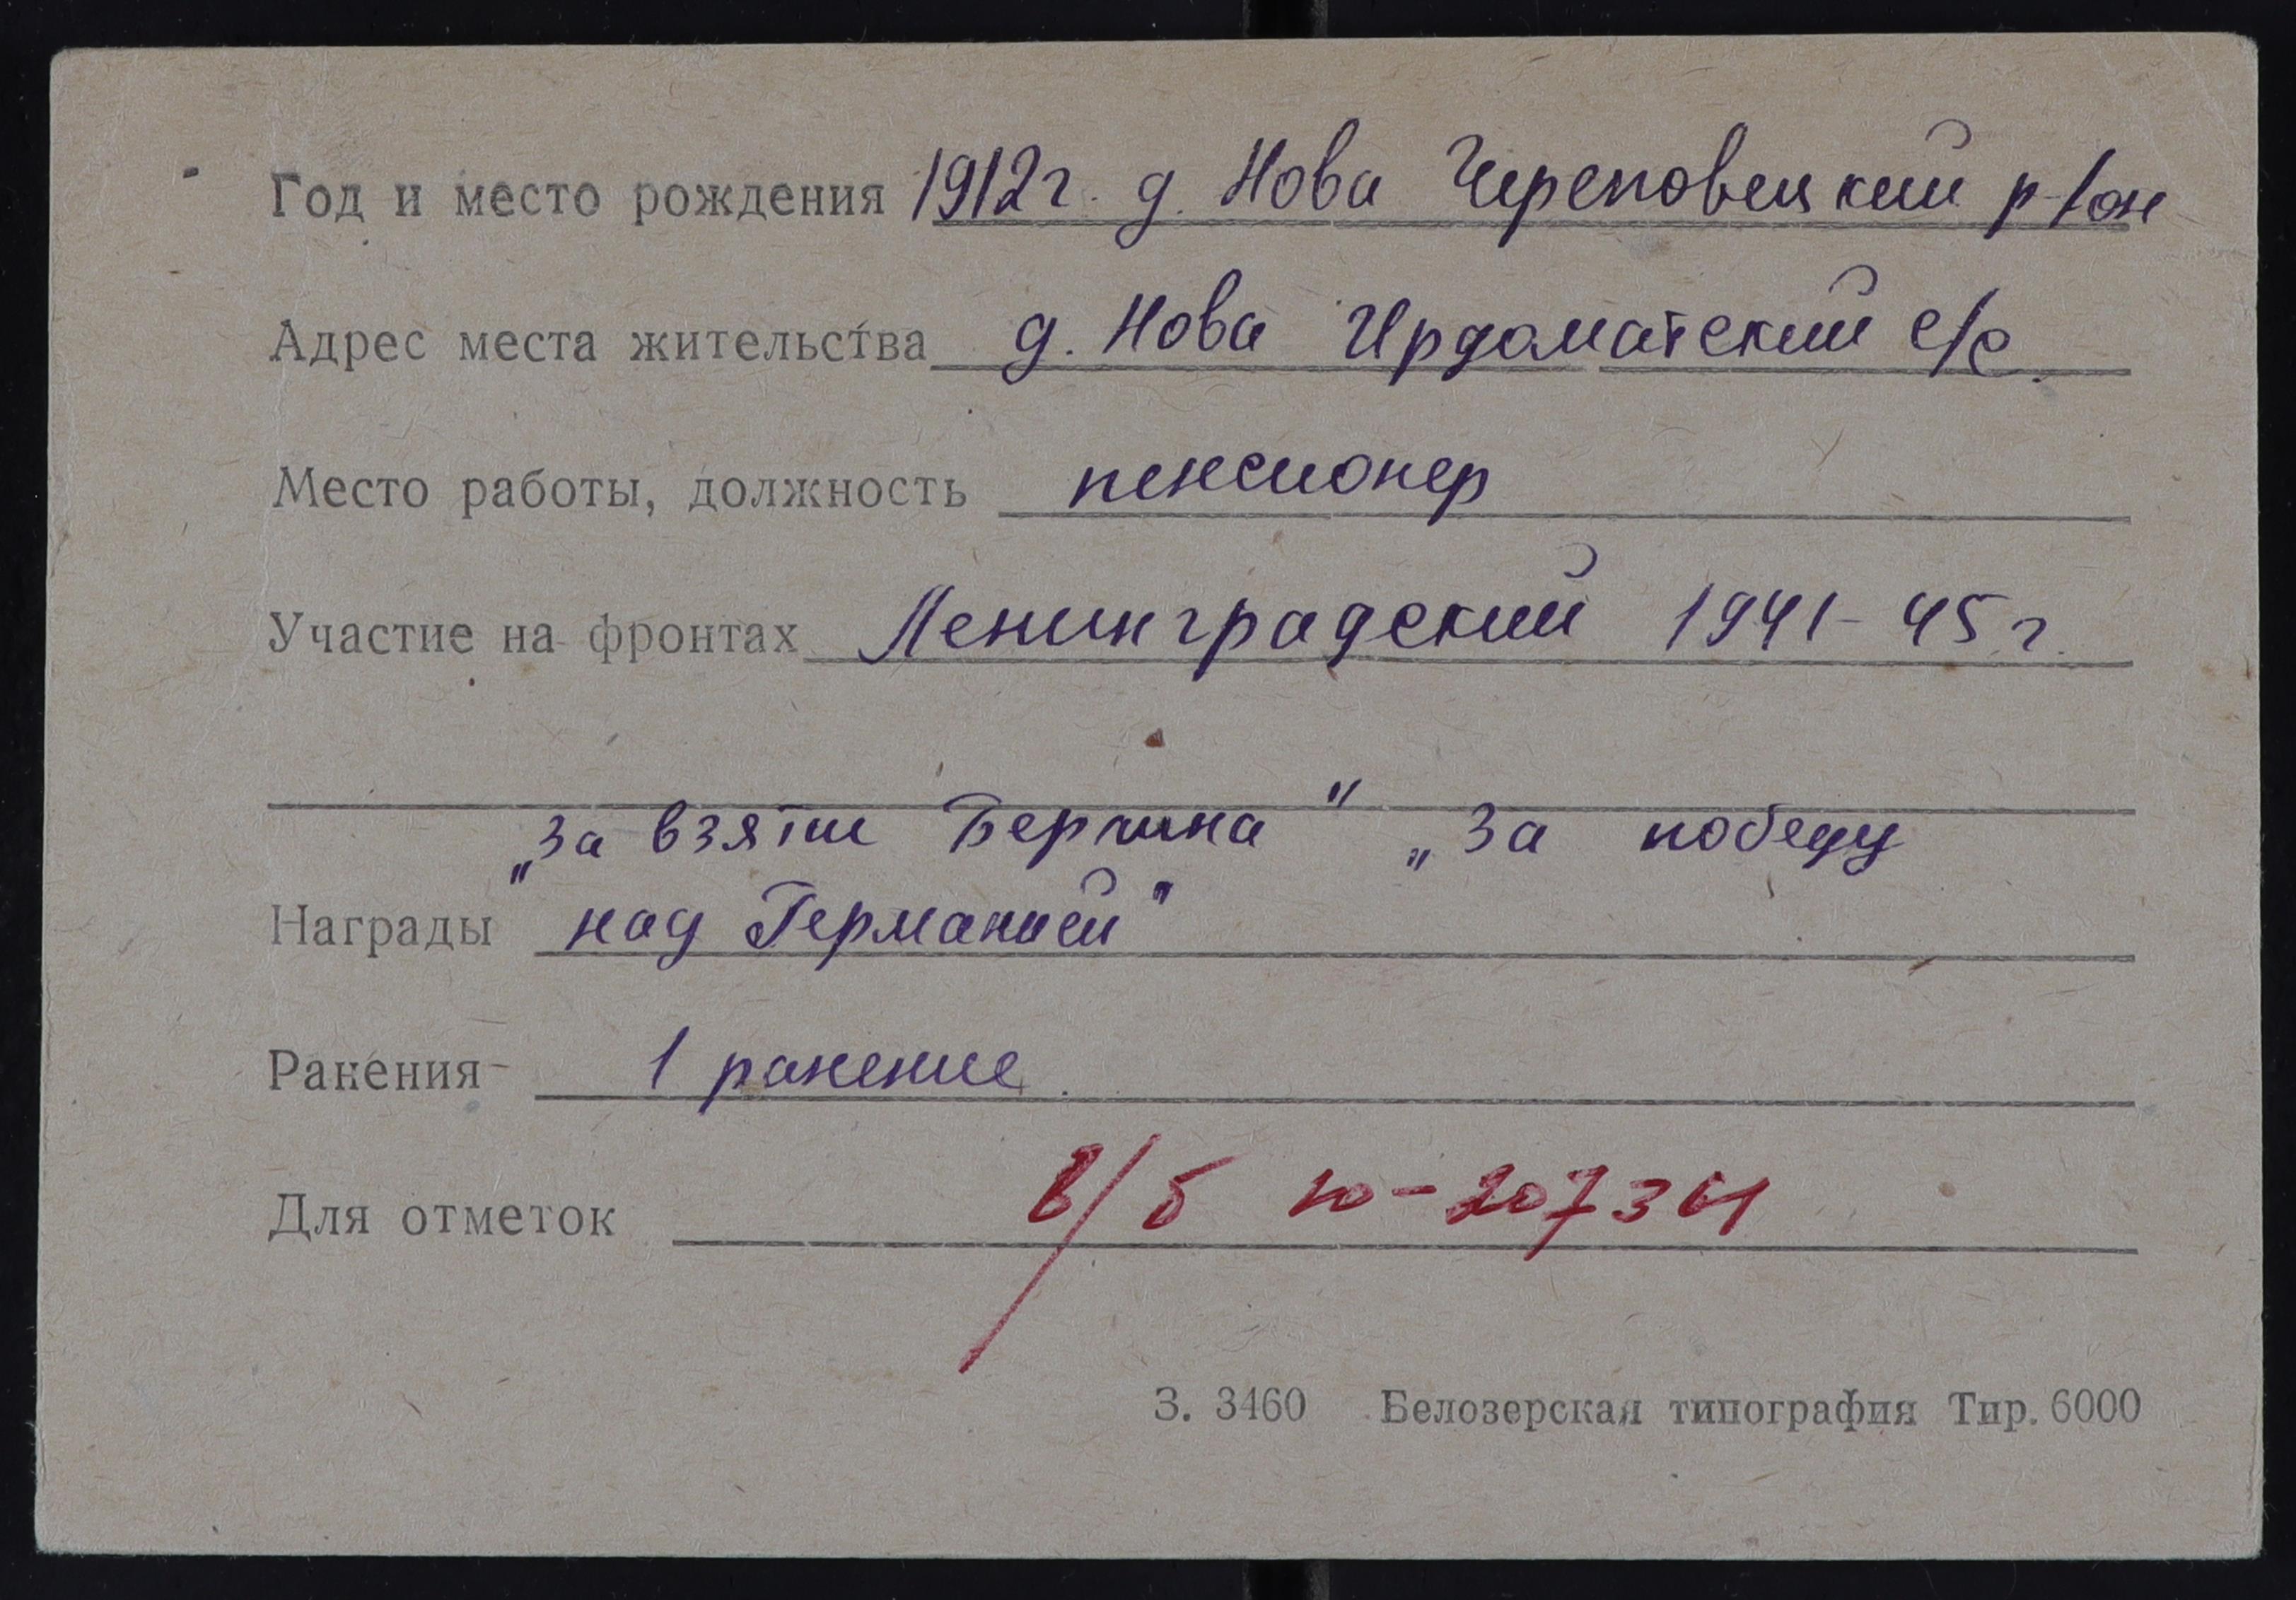 Год и место рождения 1912 г. д. Нова Череповецкий р-/он
Адрес места жительства д. Нова Ирдоматский с/с.
Место работы, должность пенсионер
Участие на фронтах Ленинградский 1941-45 г.
„За взятие Берлина" „За победу
Награды над Германией"
Ранения 1 ранение.
Для отметок в/б ю-207361
З. 3460 Белозерская типография Тир. 6000